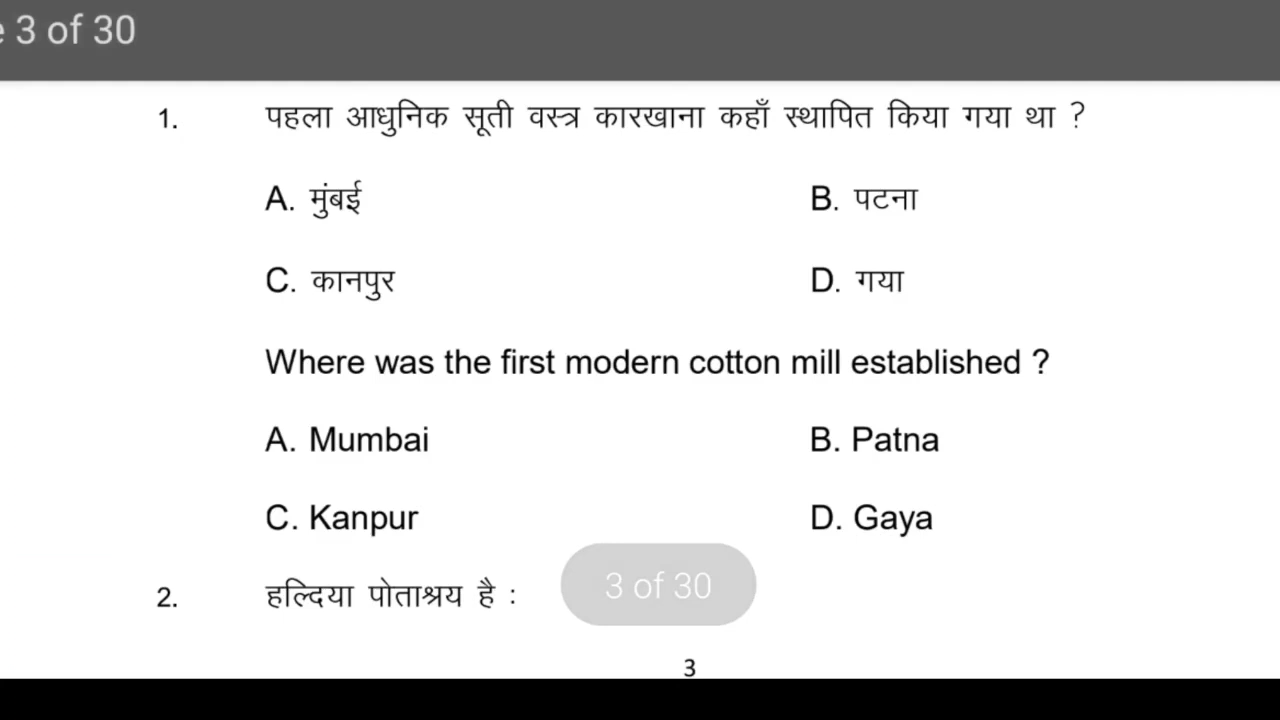 3 of 30
1. पहला आधुनिक सूती वस्त्र कारखाना कहाँ स्थापित किया गया था ?
A. मुंबई B. पटना
C. कानपुर D. गया
Where was the first modern cotton mill established ?
A. Mumbai B. Patna
C. Kanpur D. Gaya
2. हल्दिया पोताश्रय है :
3 of 30
3